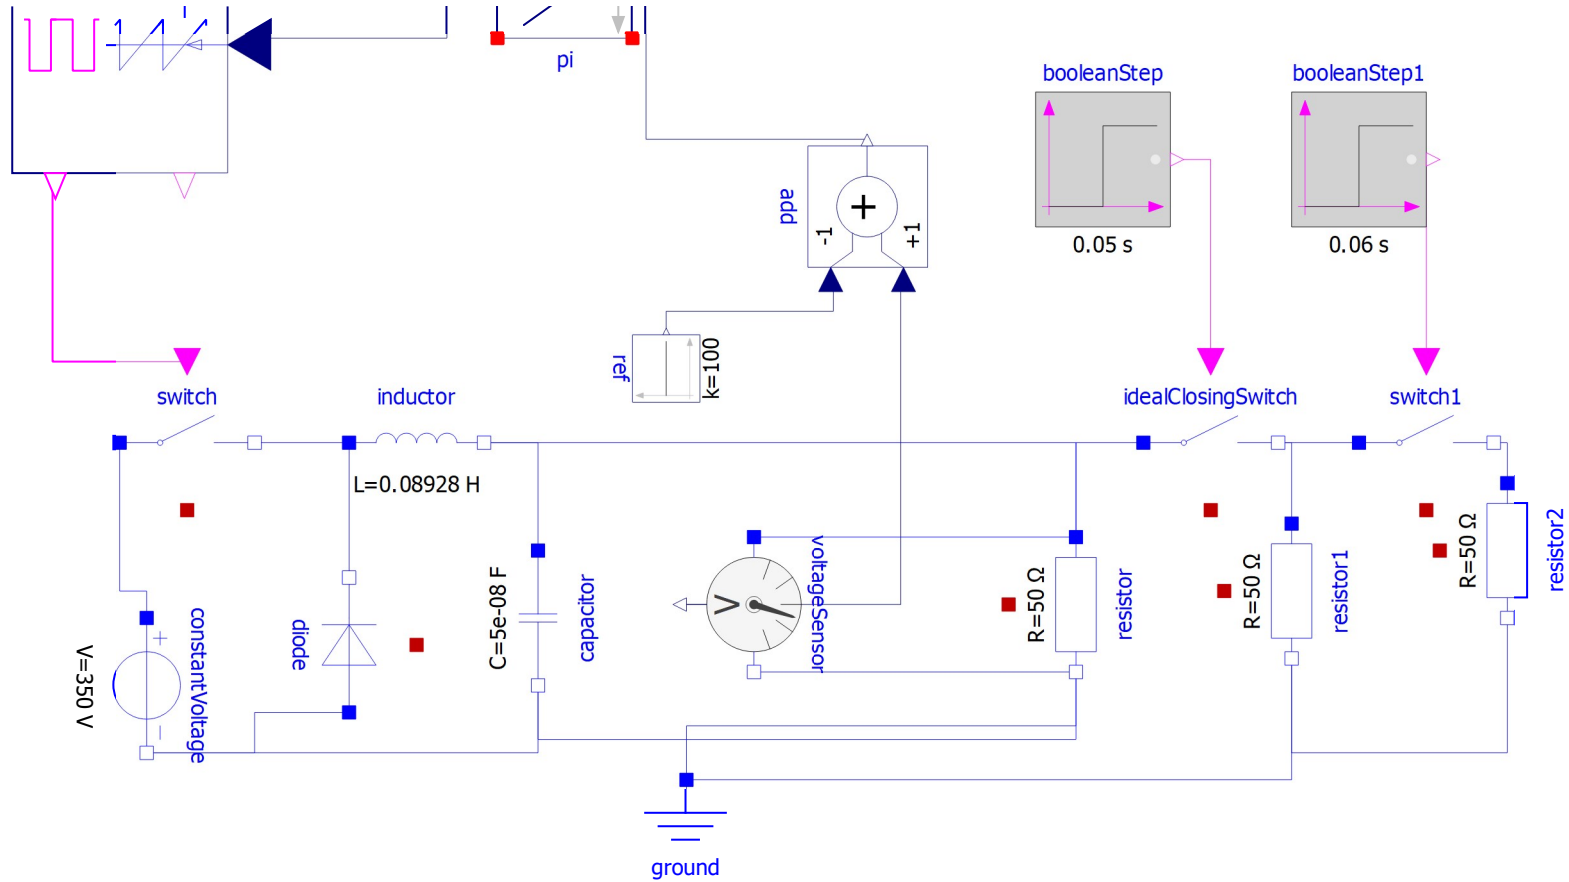 pi
booleanStep
booleanStep1
add
+
-1
+1
0.05 s
0.06 s
ref
k=100
switch
inductor
idealClosingSwitch
switch1
L=0.08928 H
constantVoltage
V=350 V
+
−
diode
C=5e-08 F
capacitor
V
voltageSensor
R=50 Ω
resistor
R=50 Ω
resistor1
R=50 Ω
resistor2
ground